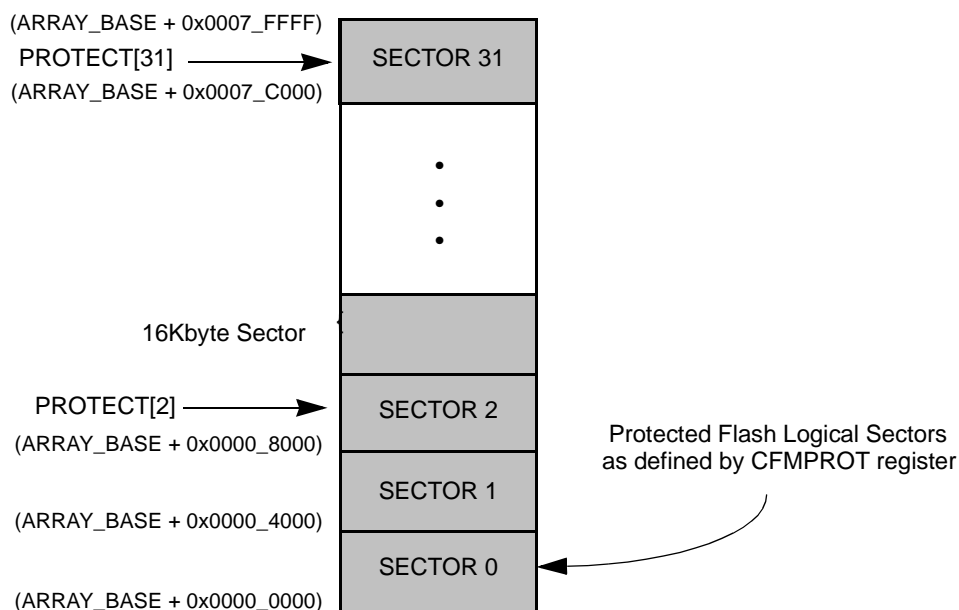 (ARRAY_BASE + 0x0007_FFFF)
PROTECT[31]
SECTOR 31
(ARRAY_BASE + 0x0007_C000)
16Kbyte Sector
PROTECT[2]
SECTOR 2
(ARRAY_BASE + 0x0000_8000)
Protected Flash Logical Sectors
as defined by CFMPROT register
SECTOR 1
(ARRAY_BASE + 0x0000_4000)
SECTOR 0
(ARRAY_BASE + 0x0000_0000)